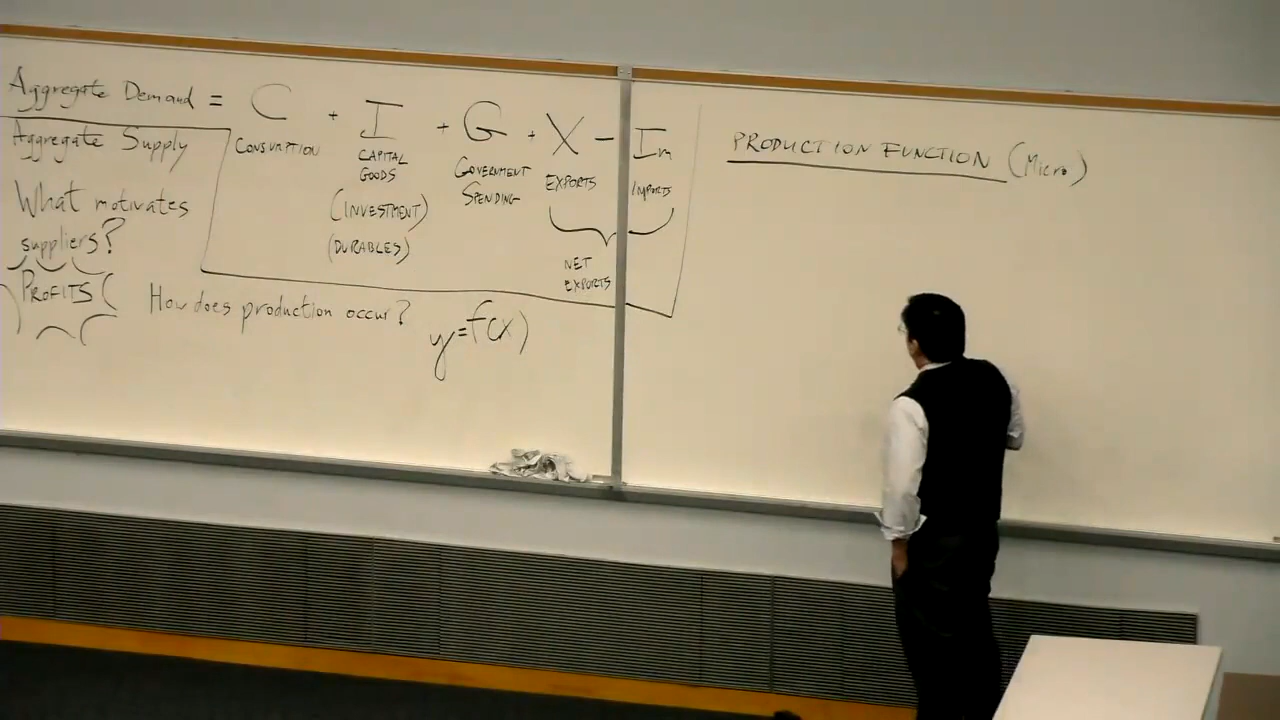 Aggregate Demand = C + I + G + X - Im
CONSUMPTION
CAPITAL
GOODS
(INVESTMENT)
(DURABLES)
GOVERNMENT
SPENDING
EXPORTS
IMPORTS
NET
EXPORTS
Aggregate Supply
What motivates
suppliers?
PROFITS
How does production occur? y=f(x)
PRODUCTION FUNCTION (Micro)